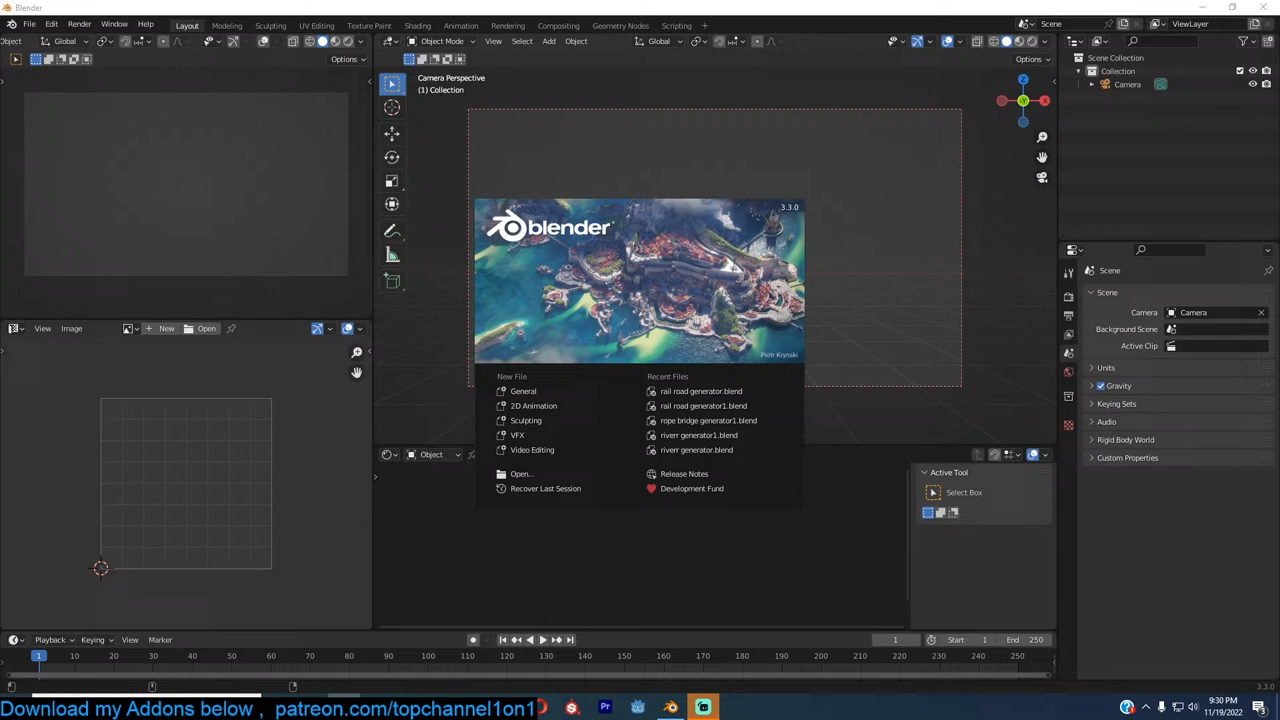 Blender
File Edit Render Window Help
Layout Modeling Sculpting UV Editing Texture Paint Shading Animation Rendering Compositing Geometry Nodes Scripting +
Scene
ViewLayer
Object Global
Object Mode View Select Add Object Global
Options
Options
Camera Perspective
(1) Collection
Z
Y
X
Scene Collection
Collection
Camera
blender
3.3.0
Piotr Krynski
New File
General
2D Animation
Sculpting
VFX
Video Editing
Open...
Recover Last Session
Recent Files
rail road generator.blend
rail road generator1.blend
rope bridge generator1.blend
riverr generator1.blend
riverr generator.blend
Release Notes
Development Fund
Scene
Scene
Camera Camera
Background Scene
Active Clip
Units
Gravity
Keying Sets
Audio
Rigid Body World
Custom Properties
View Image New Open
Object
Active Tool
Select Box
Playback Keying View Marker
1 Start 1 End 250
1 10 20 30 40 50 60 70 80 90 100 110 120 130 140 150 160 170 180 190 200 210 220 230 240 250
3.3.0
Download my Addons below , patreon.com/topchannel1on1
Pr
9:30 PM
11/19/2022